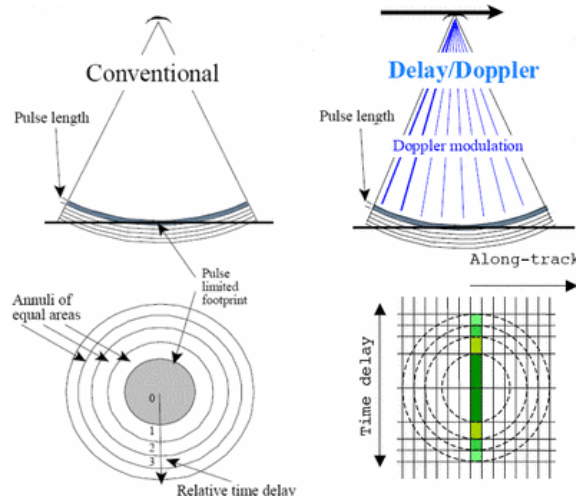 Conventional
Pulse length
Pulse
limited
footprint
Annuli of
equal areas
0
1
2
3
Relative time delay
Delay/Doppler
Pulse length
Doppler modulation
Along-track
Time delay